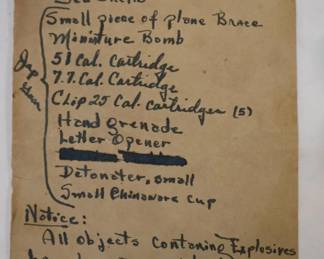 Small piece of plane Brace
Miniature Bomb
51 Cal. Cartridge
7.7. Cal. Cartridge
Clip 25 Cal. Cartridges (5)
Hand grenade
Letter Opener
Detonater, small
Small Chinaware Cup
Notice:
All objects containing Explosives